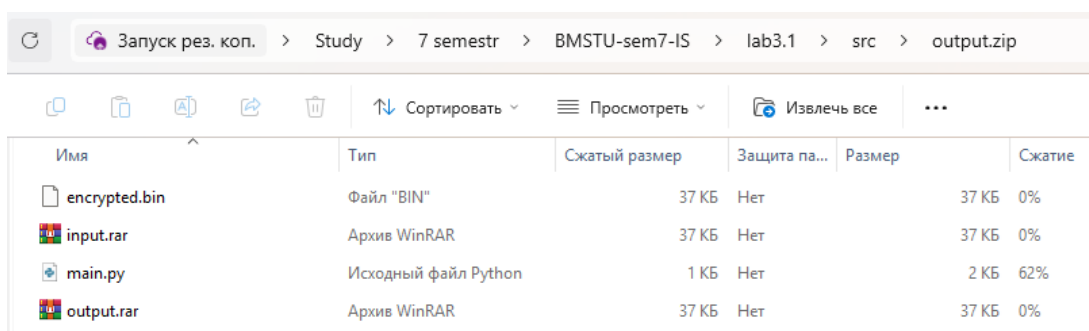 Запуск рез. коп. > Study > 7 semestr > BMSTU-sem7-IS > lab3.1 > src > output.zip
Сортировать Просмотреть Извлечь все ...
Имя Тип Сжатый размер Защита па... Размер Сжатие
encrypted.bin Файл "BIN" 37 КБ Нет 37 КБ 0%
input.rar Архив WinRAR 37 КБ Нет 37 КБ 0%
main.py Исходный файл Python 1 КБ Нет 2 КБ 62%
output.rar Архив WinRAR 37 КБ Нет 37 КБ 0%